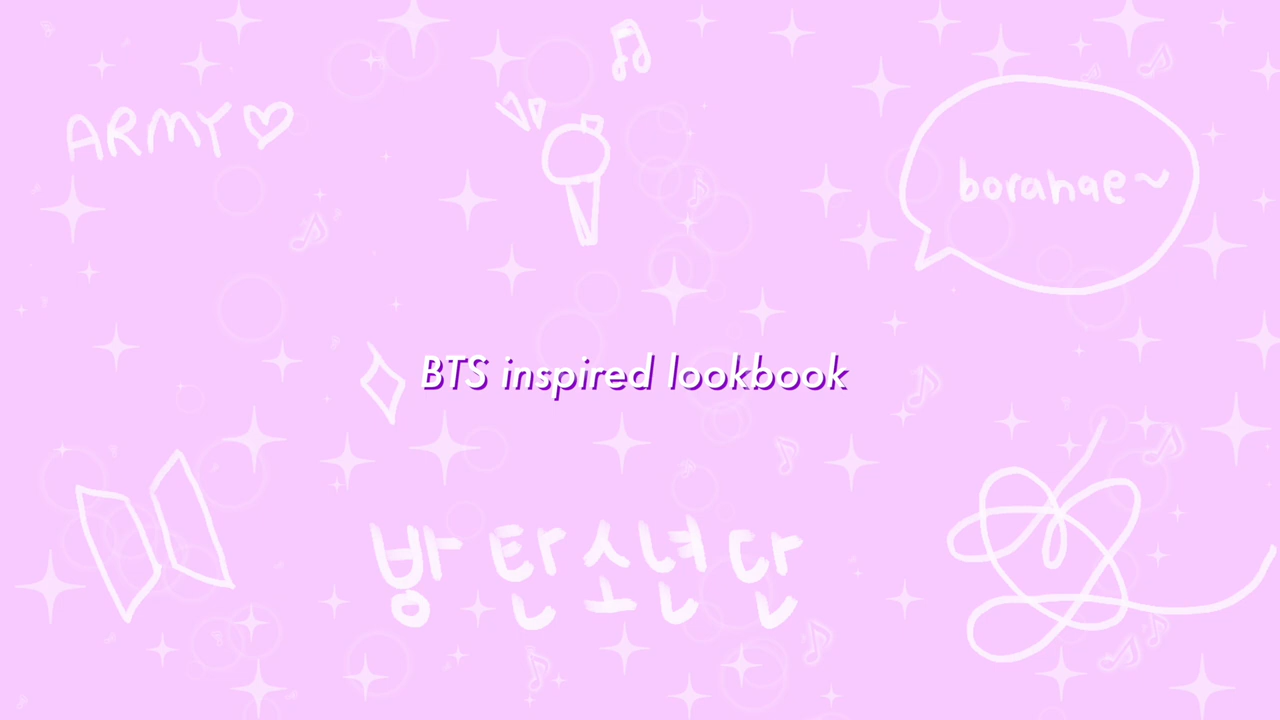 ARMY♡
borahae~
BTS inspired lookbook
방탄소년단